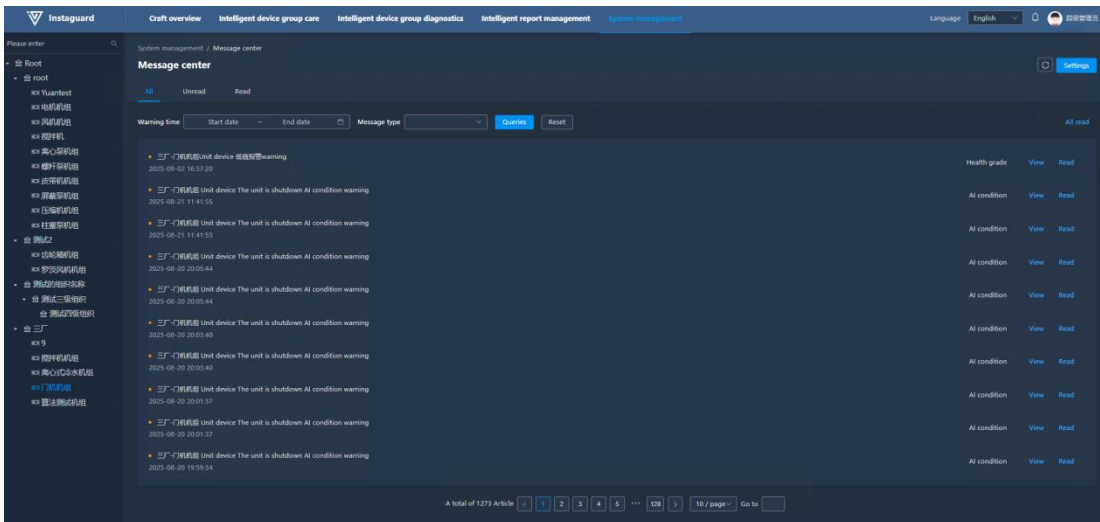 Instaguard
Craft overview Intelligent device group care Intelligent device group diagnostics Intelligent report management System management
Language English 超级管理员
Please enter
Root
root
Yuantest
电机机组
风机机组
搅拌机
离心泵机组
螺杆泵机组
皮带机机组
屏蔽泵机组
压缩机机组
柱塞泵机组
测试2
齿轮箱机组
罗茨风机机组
测试的组织名称
测试三级组织
测试四级组织
三厂
9
搅拌机机组
离心式冷水机组
门机机组
算法测试机组
System management / Message center
Message center
Settings
All Unread Read
Warning time Start date ~ End date Message type Queries Reset All read
三厂-门机机组Unit device 低值报警warning
2025-09-02 16:57:20
Health grade View Read
三厂-门机机组 Unit device The unit is shutdown AI condition warning
2025-08-21 11:41:55
AI condition View Read
三厂-门机机组 Unit device The unit is shutdown AI condition warning
2025-08-21 11:41:55
AI condition View Read
三厂-门机机组 Unit device The unit is shutdown AI condition warning
2025-08-20 20:05:44
AI condition View Read
三厂-门机机组 Unit device The unit is shutdown AI condition warning
2025-08-20 20:05:44
AI condition View Read
三厂-门机机组 Unit device The unit is shutdown AI condition warning
2025-08-20 20:03:40
AI condition View Read
三厂-门机机组 Unit device The unit is shutdown AI condition warning
2025-08-20 20:03:40
AI condition View Read
三厂-门机机组 Unit device The unit is shutdown AI condition warning
2025-08-20 20:01:37
AI condition View Read
三厂-门机机组 Unit device The unit is shutdown AI condition warning
2025-08-20 20:01:37
AI condition View Read
三厂-门机机组 Unit device The unit is shutdown AI condition warning
2025-08-20 19:59:34
AI condition View Read
A total of 1273 Article < 1 2 3 4 5 ••• 128 > 10 / page Go to